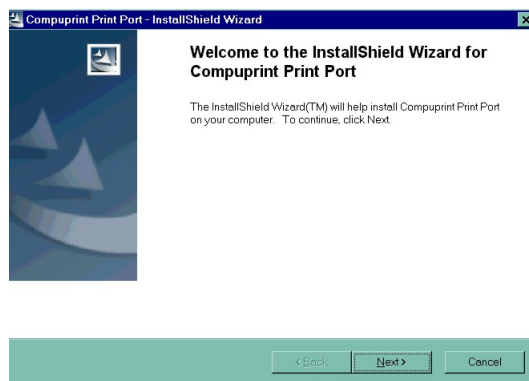 Compuprint Print Port - InstallShield Wizard
Welcome to the InstallShield Wizard for
Compuprint Print Port
The InstallShield Wizard(TM) will help install Compuprint Print Port
on your computer. To continue, click Next.
< Back Next > Cancel